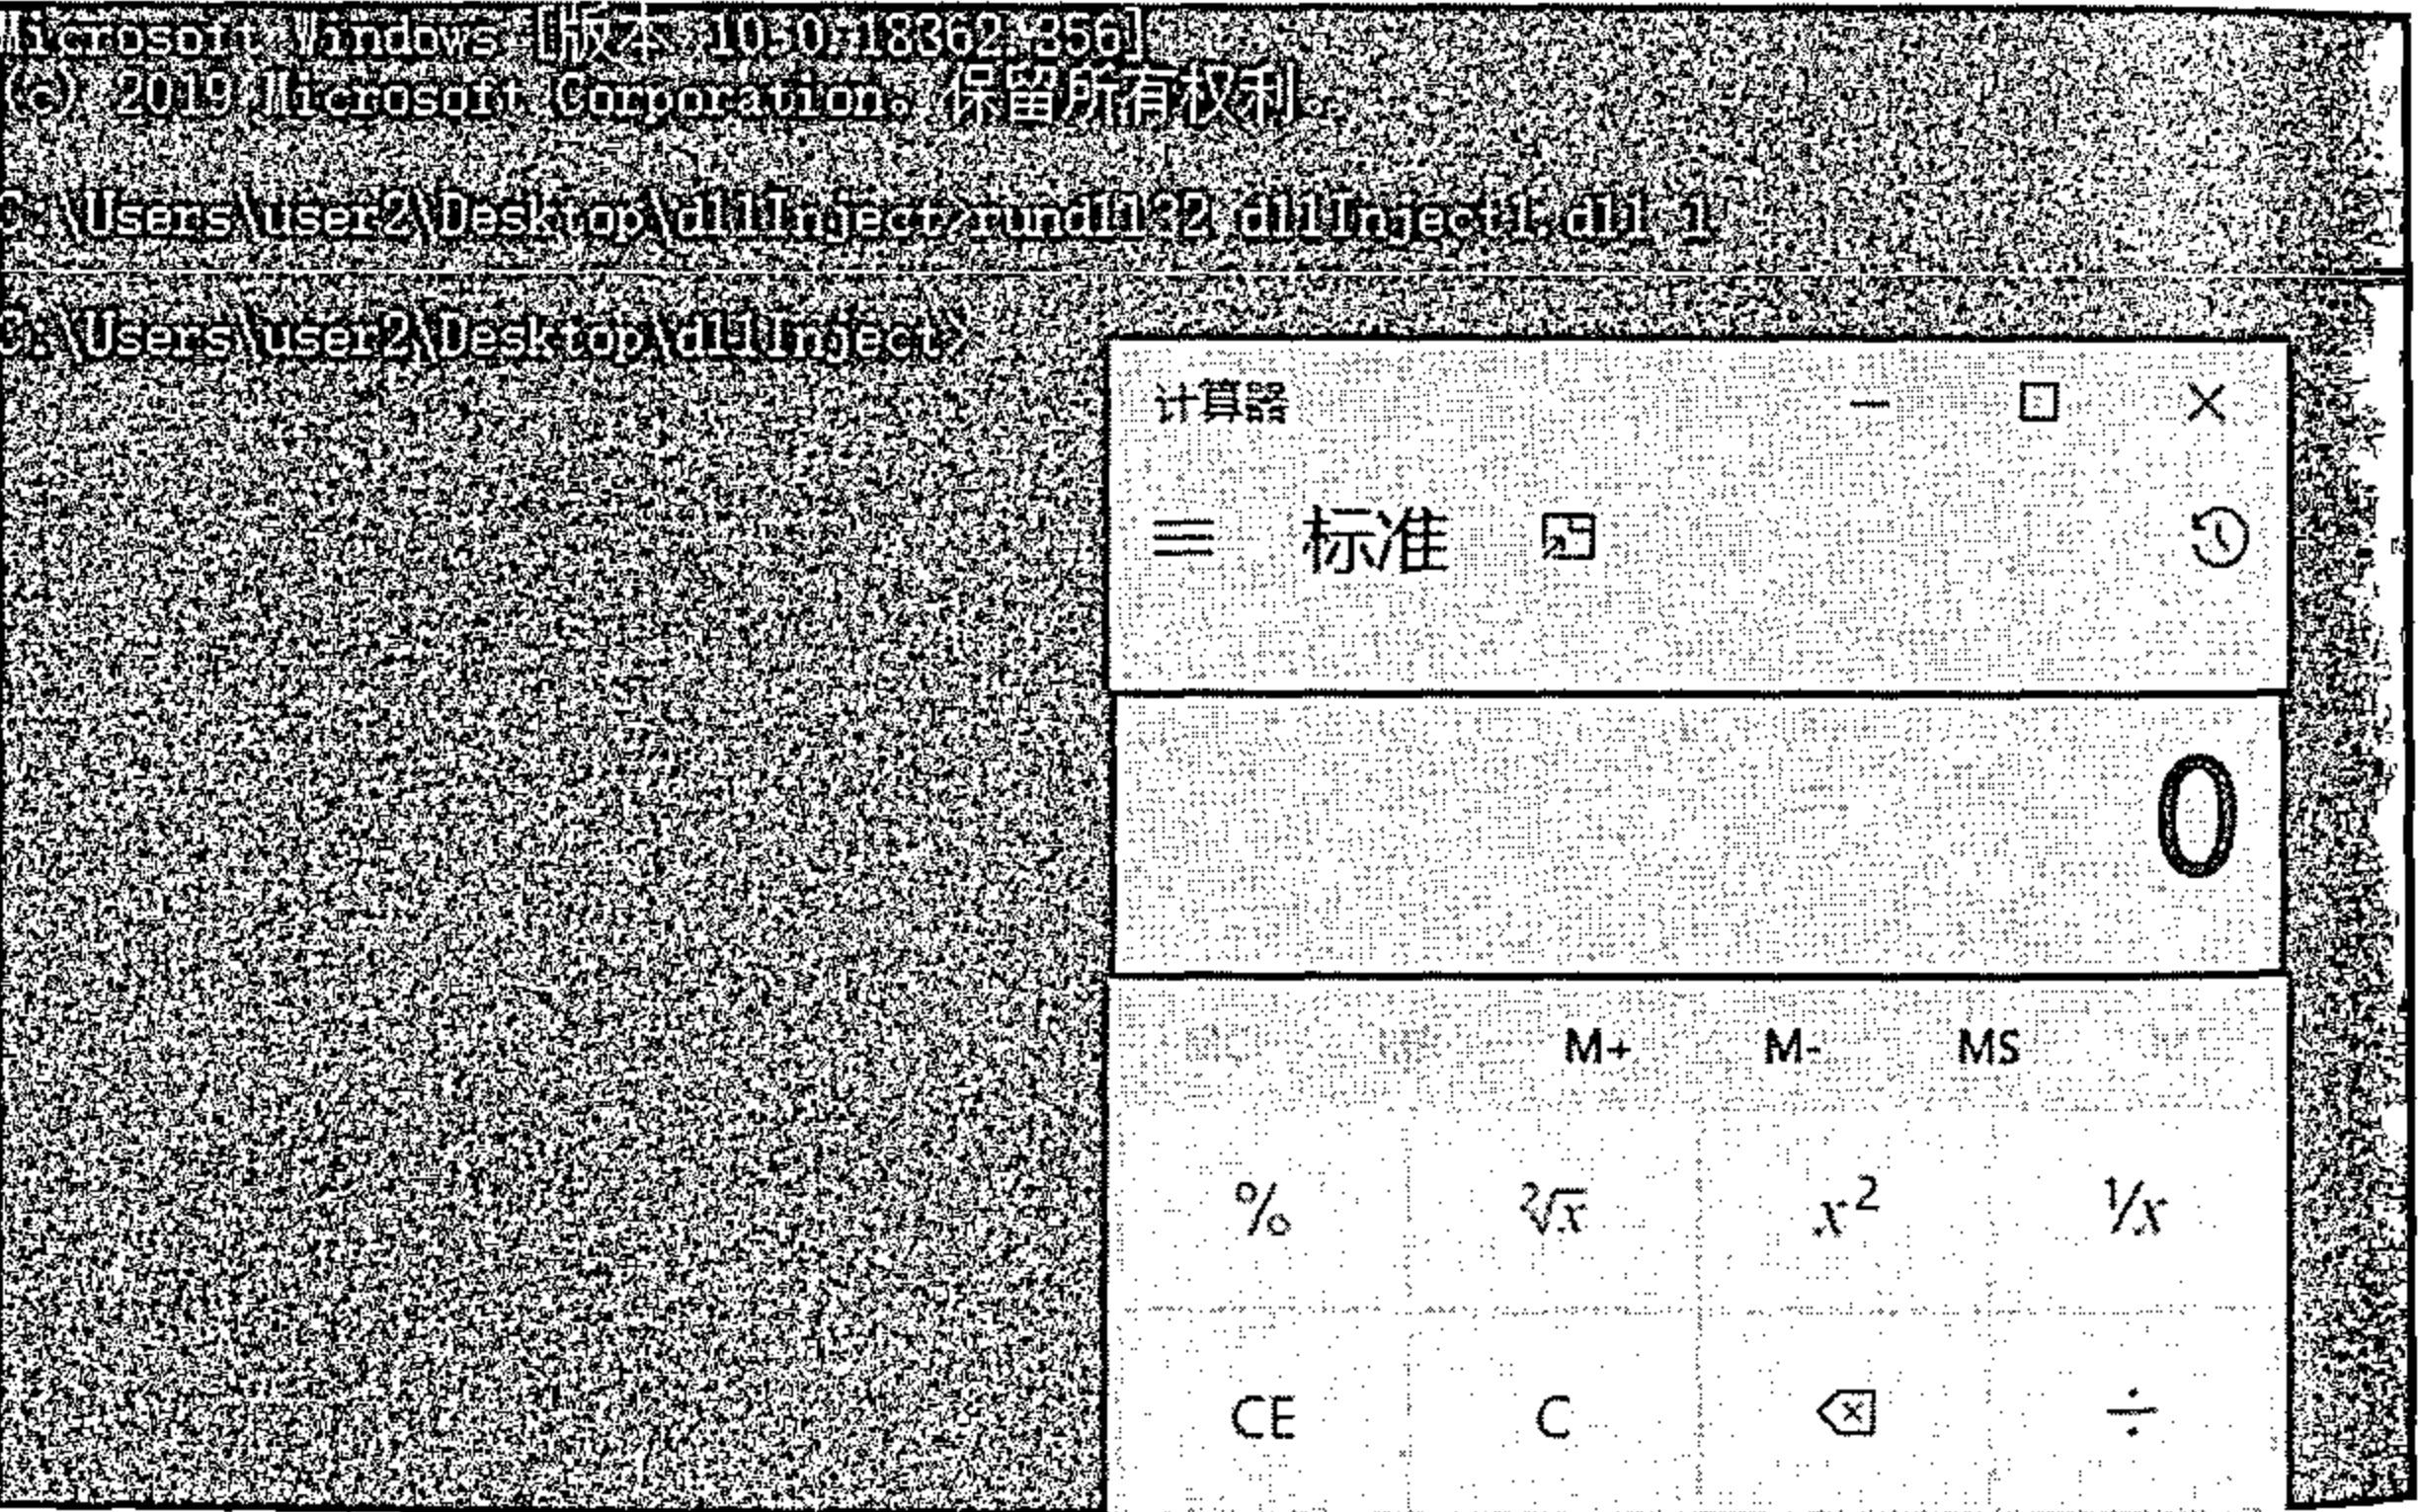 Microsoft Windows [版本 10.0.18362.356]
(c) 2019 Microsoft Corporation。保留所有权利。
C:\Users\user2\Desktop\dllInject>rundll32 dllInject1.dll 1
C:\Users\user2\Desktop\dllInject>
计算器
标准
0
M+ M- MS
% ²√x x² ¹/x
CE C ÷